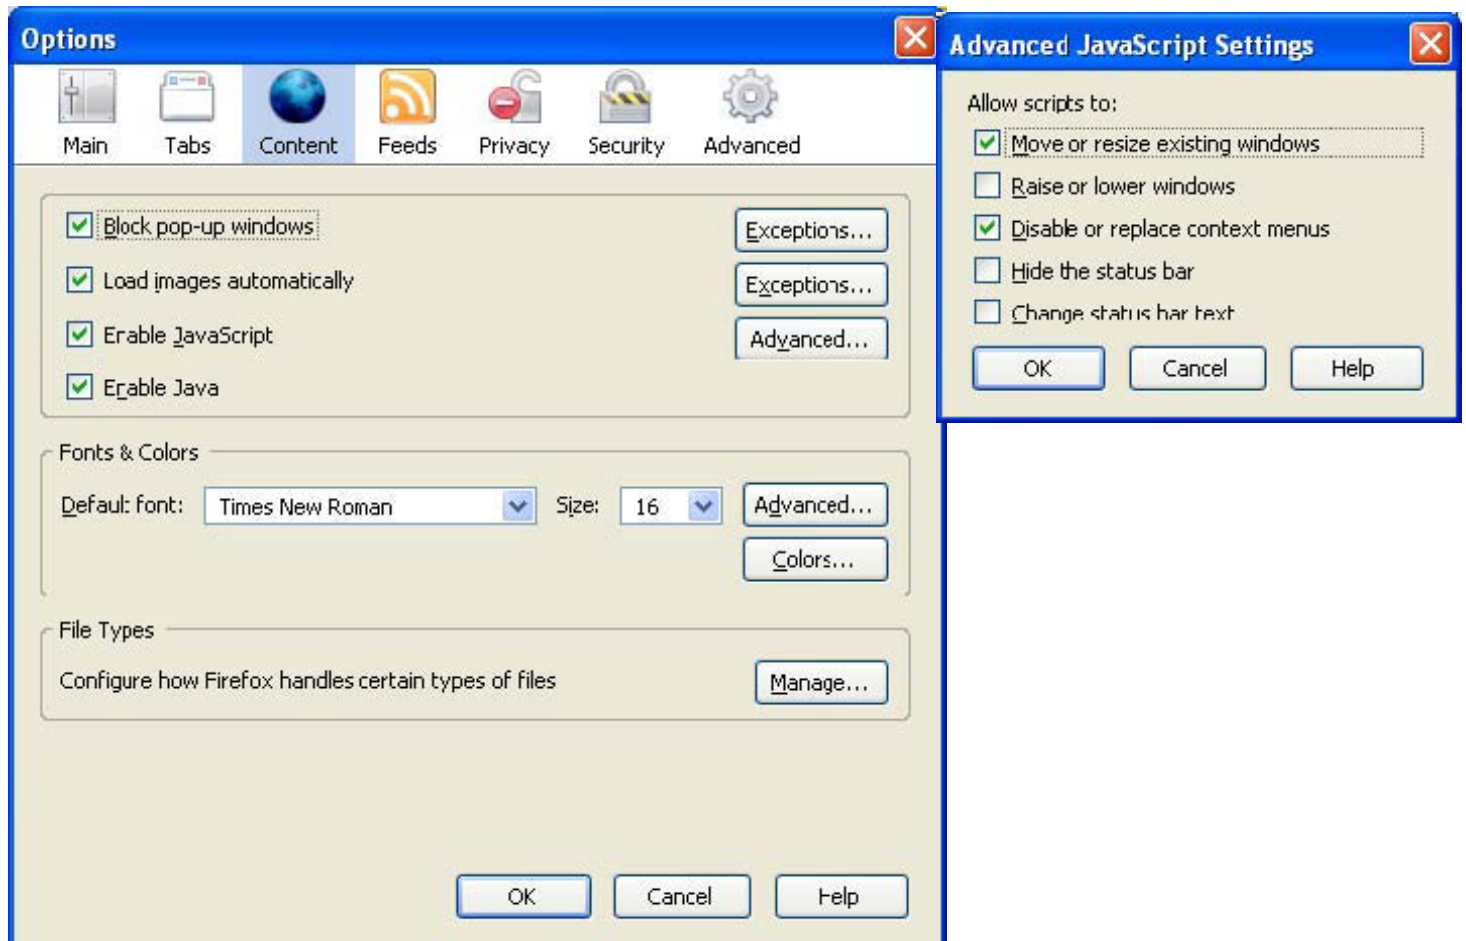 Options
Main Tabs Content Feeds Privacy Security Advanced
Block pop-up windows Exceptions...
Load images automatically Exceptions...
Enable JavaScript Advanced...
Enable Java
Fonts & Colors
Default font: Times New Roman Size: 16 Advanced...
Colors...
File Types
Configure how Firefox handles certain types of files Manage...
OK Cancel Help
Advanced JavaScript Settings
Allow scripts to:
Move or resize existing windows
Raise or lower windows
Disable or replace context menus
Hide the status bar
Change status bar text
OK Cancel Help